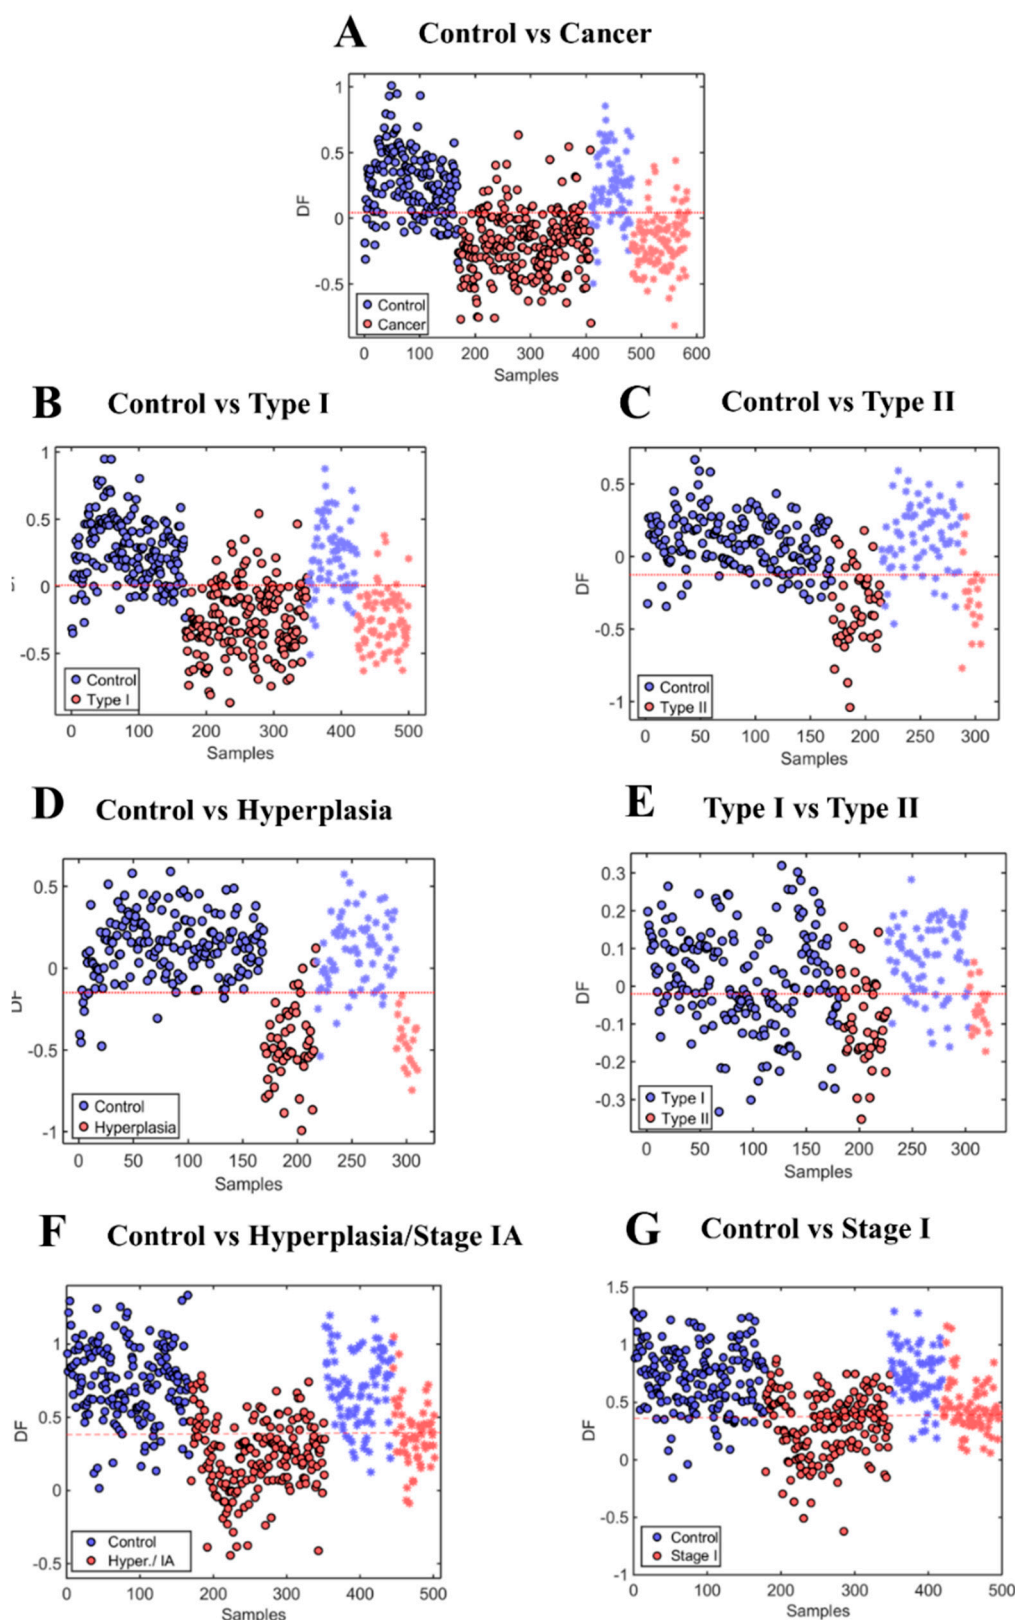 A Control vs Cancer
1
0.5
0
-0.5
DF
Control
Cancer
0 100 200 300 400 500 600
Samples
B Control vs Type I
1
0.5
0
-0.5
Control
Type I
0 100 200 300 400 500
Samples
C Control vs Type II
0.5
0
-0.5
-1
DF
Control
Type II
0 50 100 150 200 250 300
Samples
D Control vs Hyperplasia
0.5
0
-0.5
-1
DF
Control
Hyperplasia
0 50 100 150 200 250 300
Samples
E Type I vs Type II
0.3
0.2
0.1
0
-0.1
-0.2
-0.3
DF
Type I
Type II
0 50 100 150 200 250 300
Samples
F Control vs Hyperplasia/Stage IA
1
0.5
0
-0.5
DF
Control
Hyper./ IA
0 100 200 300 400 500
Samples
G Control vs Stage I
1.5
1
0.5
0
-0.5
-1
DF
Control
Stage I
0 100 200 300 400 500
Samples